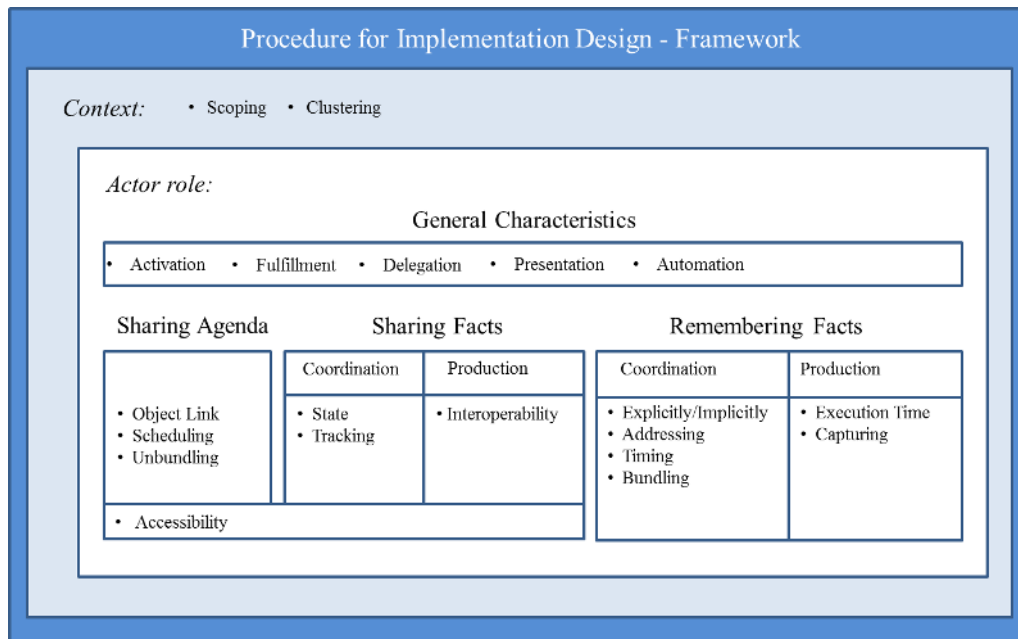 Procedure for Implementation Design - Framework
Context: • Scoping • Clustering
Actor role:
General Characteristics
• Activation • Fulfillment • Delegation • Presentation • Automation
Sharing Agenda
• Object Link
• Scheduling
• Unbundling
Sharing Facts
Coordination
• State
• Tracking
Production
• Interoperability
• Accessibility
Remembering Facts
Coordination
• Explicitly/Implicitly
• Addressing
• Timing
• Bundling
Production
• Execution Time
• Capturing